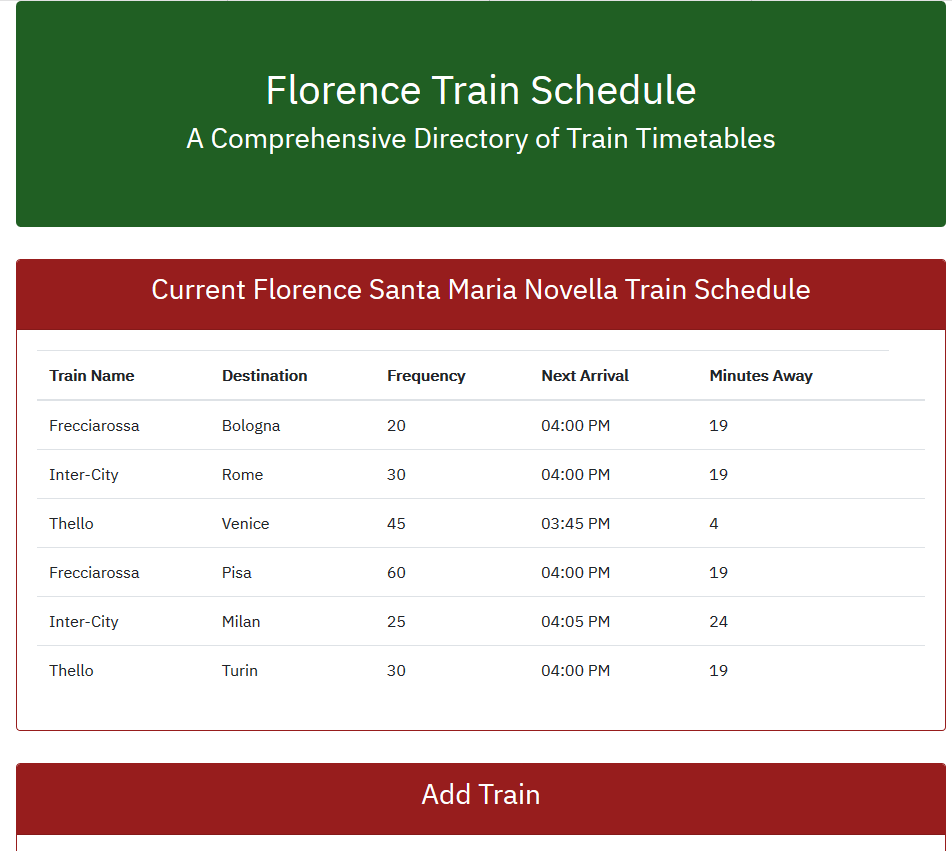 Florence Train Schedule
A Comprehensive Directory of Train Timetables
Current Florence Santa Maria Novella Train Schedule
Train Name Destination Frequency Next Arrival Minutes Away
Frecciarossa Bologna 20 04:00 PM 19
Inter-City Rome 30 04:00 PM 19
Thello Venice 45 03:45 PM 4
Frecciarossa Pisa 60 04:00 PM 19
Inter-City Milan 25 04:05 PM 24
Thello Turin 30 04:00 PM 19
Add Train